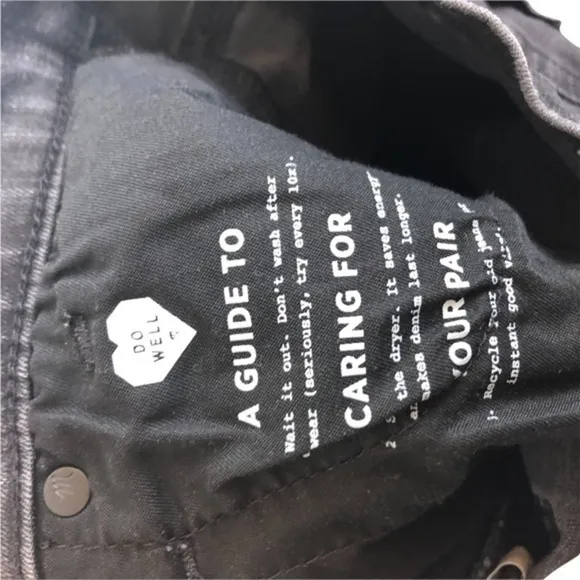 DO
WELL
A GUIDE TO
Wait it out. Don't wash after
wear (seriously, try every 10x).
CARING FOR
2 the dryer. It saves energy
makes denim last longer.
YOUR PAIR
Recycle your old jeans
instant good
m